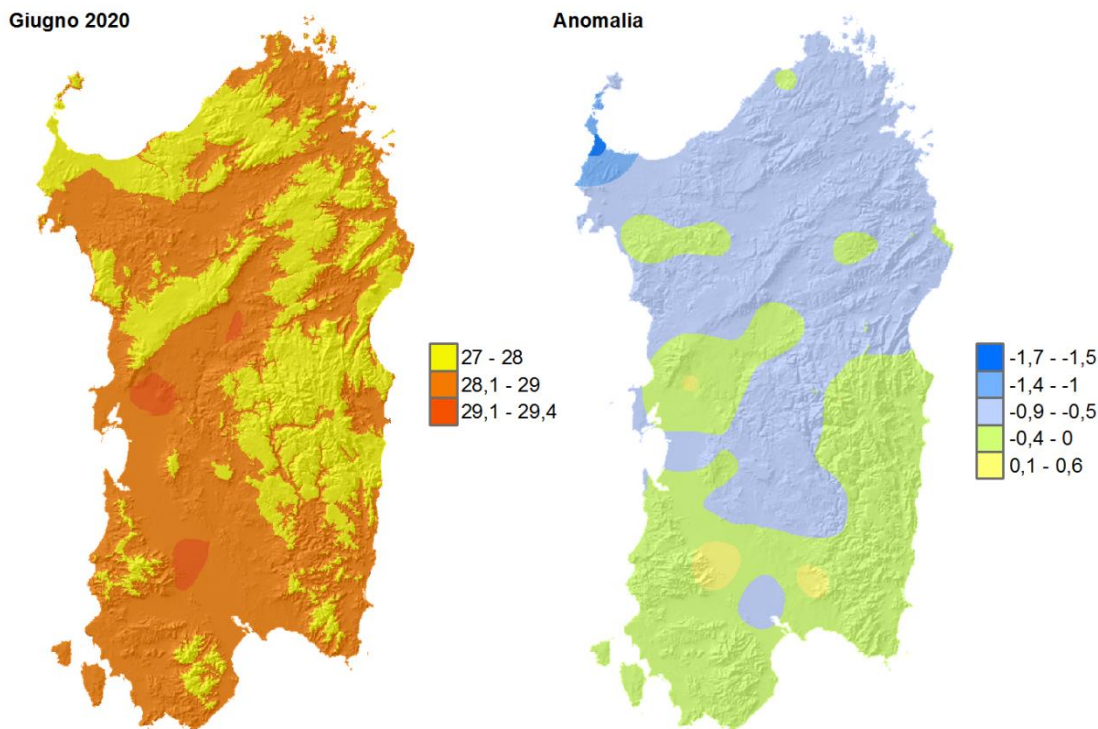 Giugno 2020
27 - 28
28,1 - 29
29,1 - 29,4
Anomalia
-1,7 - -1,5
-1,4 - -1
-0,9 - -0,5
-0,4 - 0
0,1 - 0,6